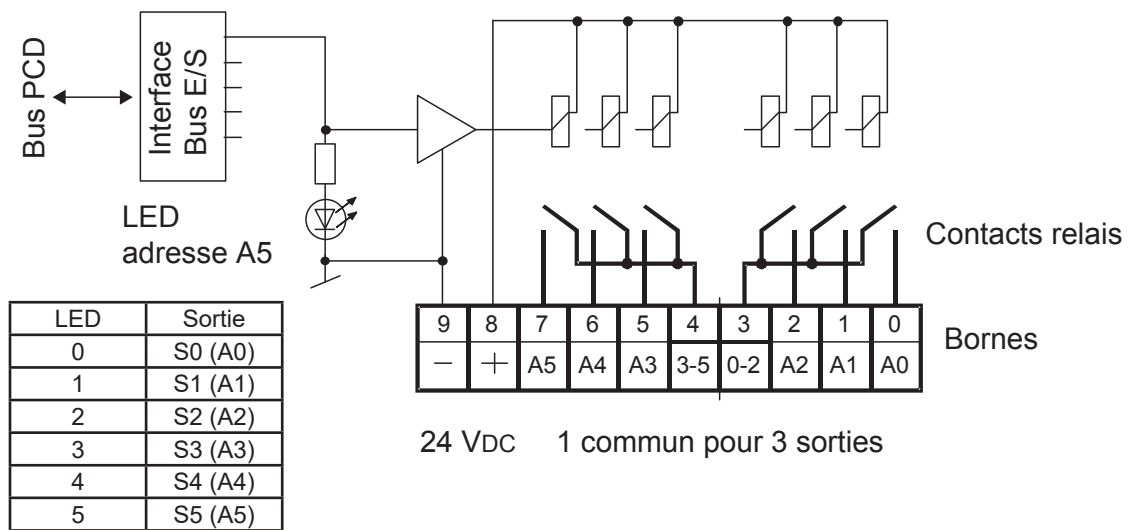 Bus PCD
Interface
Bus E/S
LED
adresse A5
Contacts relais
9 8 7 6 5 4 3 2 1 0
− + A5 A4 A3 3-5 0-2 A2 A1 A0
Bornes
24 VDC 1 commun pour 3 sorties
LED Sortie
0 S0 (A0)
1 S1 (A1)
2 S2 (A2)
3 S3 (A3)
4 S4 (A4)
5 S5 (A5)